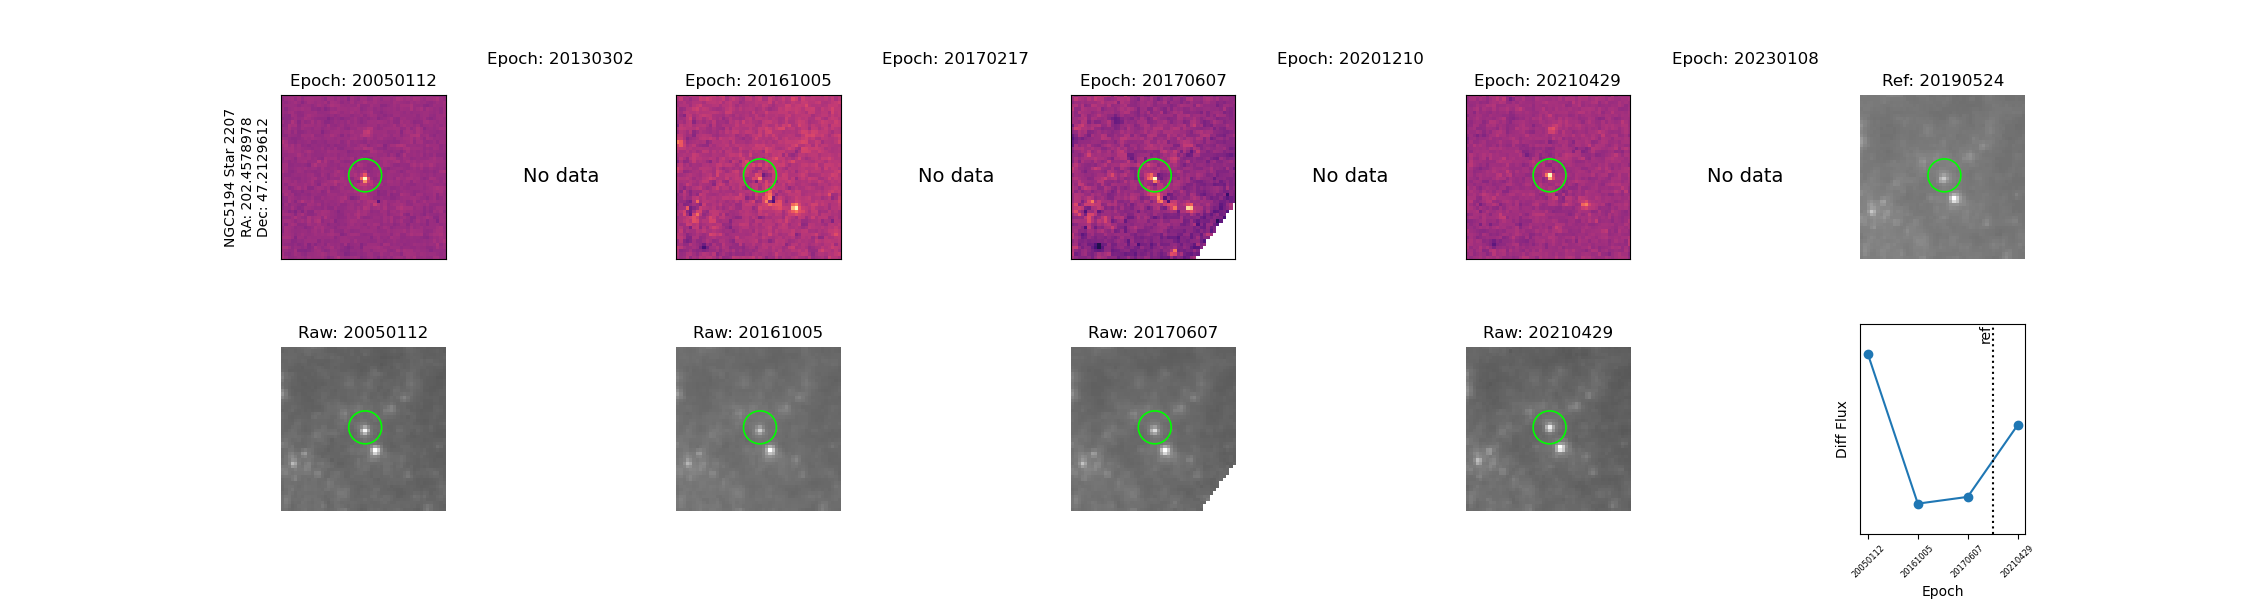 Epoch: 20130302
Epoch: 20170217
Epoch: 20201210
Epoch: 20230108
Epoch: 20050112
Epoch: 20161005
Epoch: 20170607
Epoch: 20210429
Ref: 20190524
NGC5194 Star 2207
RA: 202.4578978
Dec: 47.2129612
No data
No data
No data
No data
Raw: 20050112
Raw: 20161005
Raw: 20170607
Raw: 20210429
ref
Diff Flux
20050112
20161005
20170607
20210429
Epoch